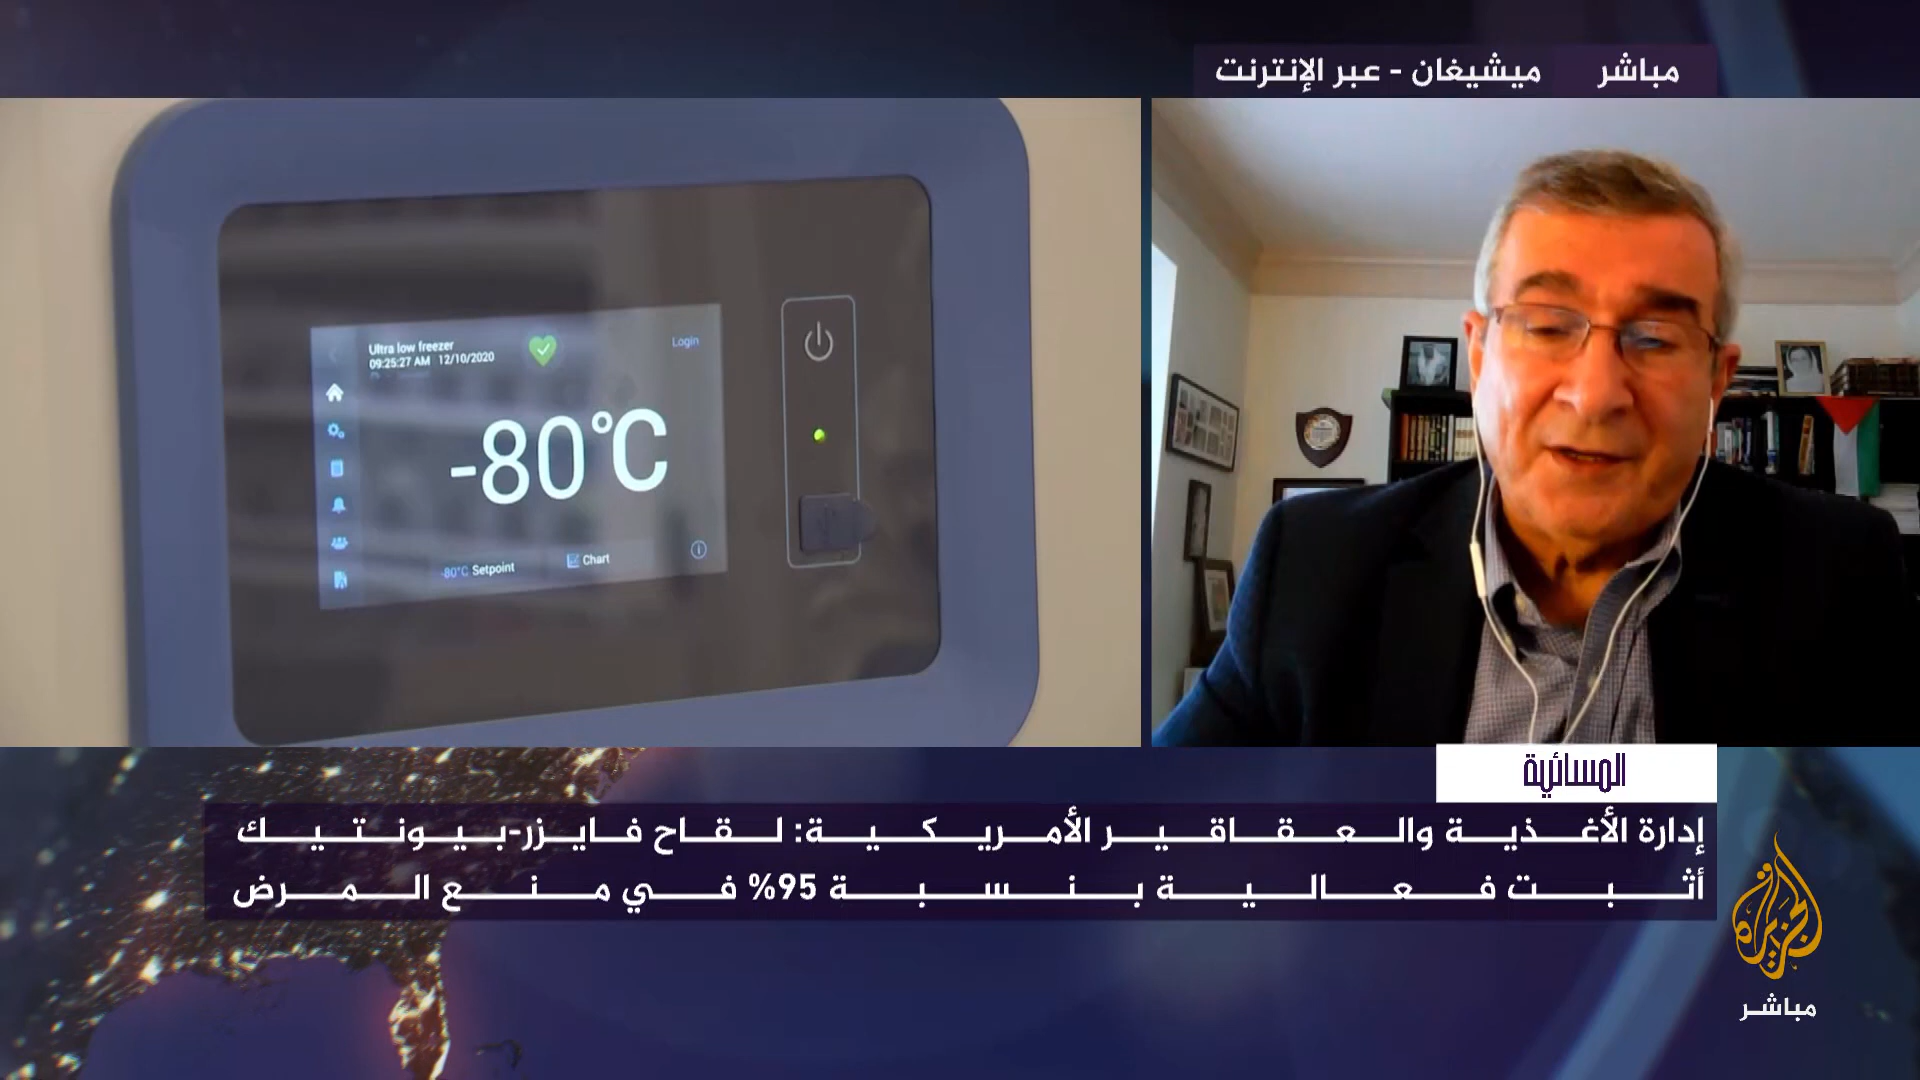 مباشر ميشيغان - عبر الإنترنت
Ultra low freezer
09:25:27 AM 12/10/2020
Login
-80°C
-80°C Setpoint
Chart
المسائية
إدارة الأغذية والعقاقير الأمريكية: لقاح فايزر-بيونتيك
أثبت فعالية بنسبة 95% في منع المرض
الجزيرة
مباشر